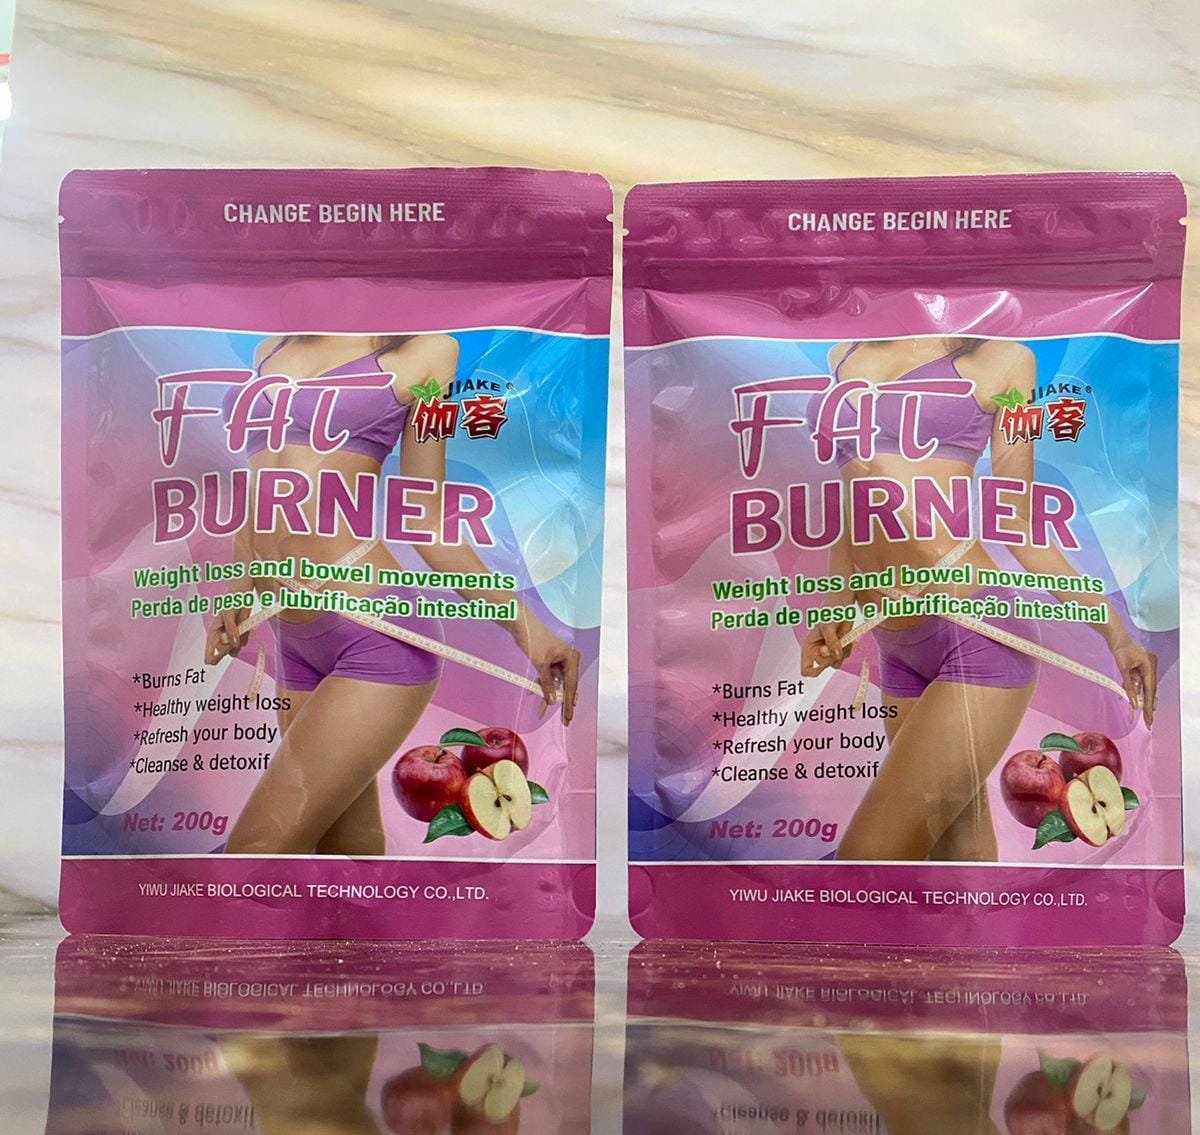 CHANGE BEGIN HERE
FAT
JIAKE®
伽客
BURNER
Weight loss and bowel movements
Perda de peso e lubrificação intestinal
*Burns Fat
*Healthy weight loss
*Refresh your body
*Cleanse & detoxif
Net: 200g
YIWU JIAKE BIOLOGICAL TECHNOLOGY CO.,LTD.
CHANGE BEGIN HERE
FAT
JIAKE®
伽客
BURNER
Weight loss and bowel movements
Perda de peso e lubrificação intestinal
*Burns Fat
*Healthy weight loss
*Refresh your body
*Cleanse & detoxif
Net: 200g
YIWU JIAKE BIOLOGICAL TECHNOLOGY CO.,LTD.